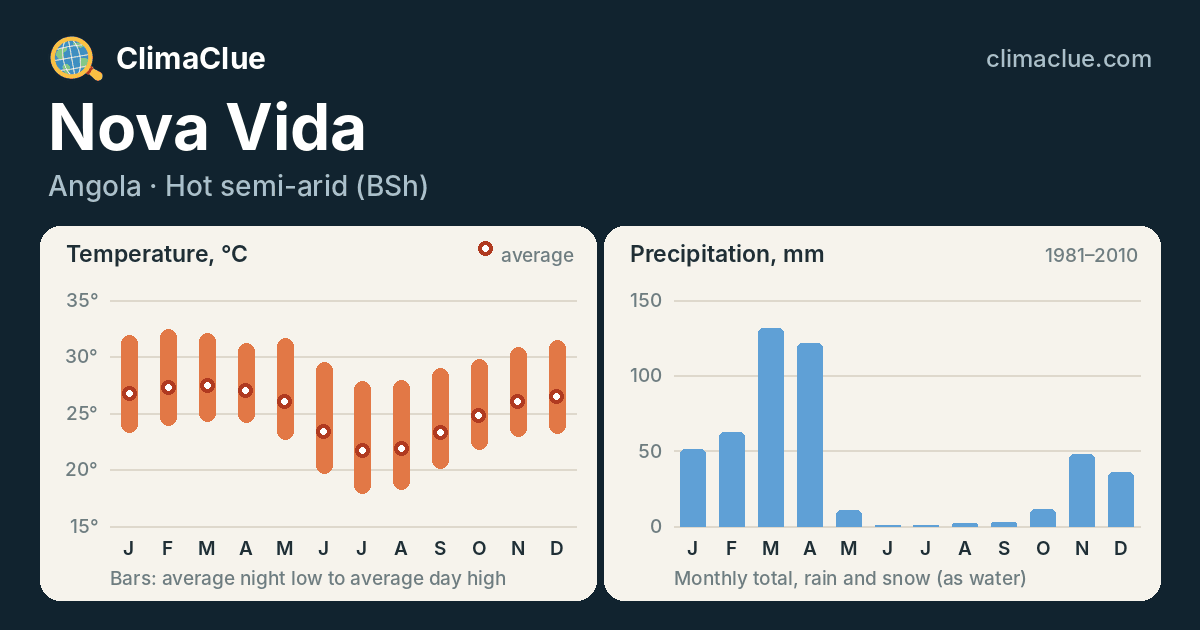 ClimaClue
climaclue.com
Nova Vida
Angola · Hot semi-arid (BSh)
Temperature, °C
average
35°
30°
25°
20°
15°
J F M A M J J A S O N D
Bars: average night low to average day high
Precipitation, mm
1981–2010
150
100
50
0
J F M A M J J A S O N D
Monthly total, rain and snow (as water)